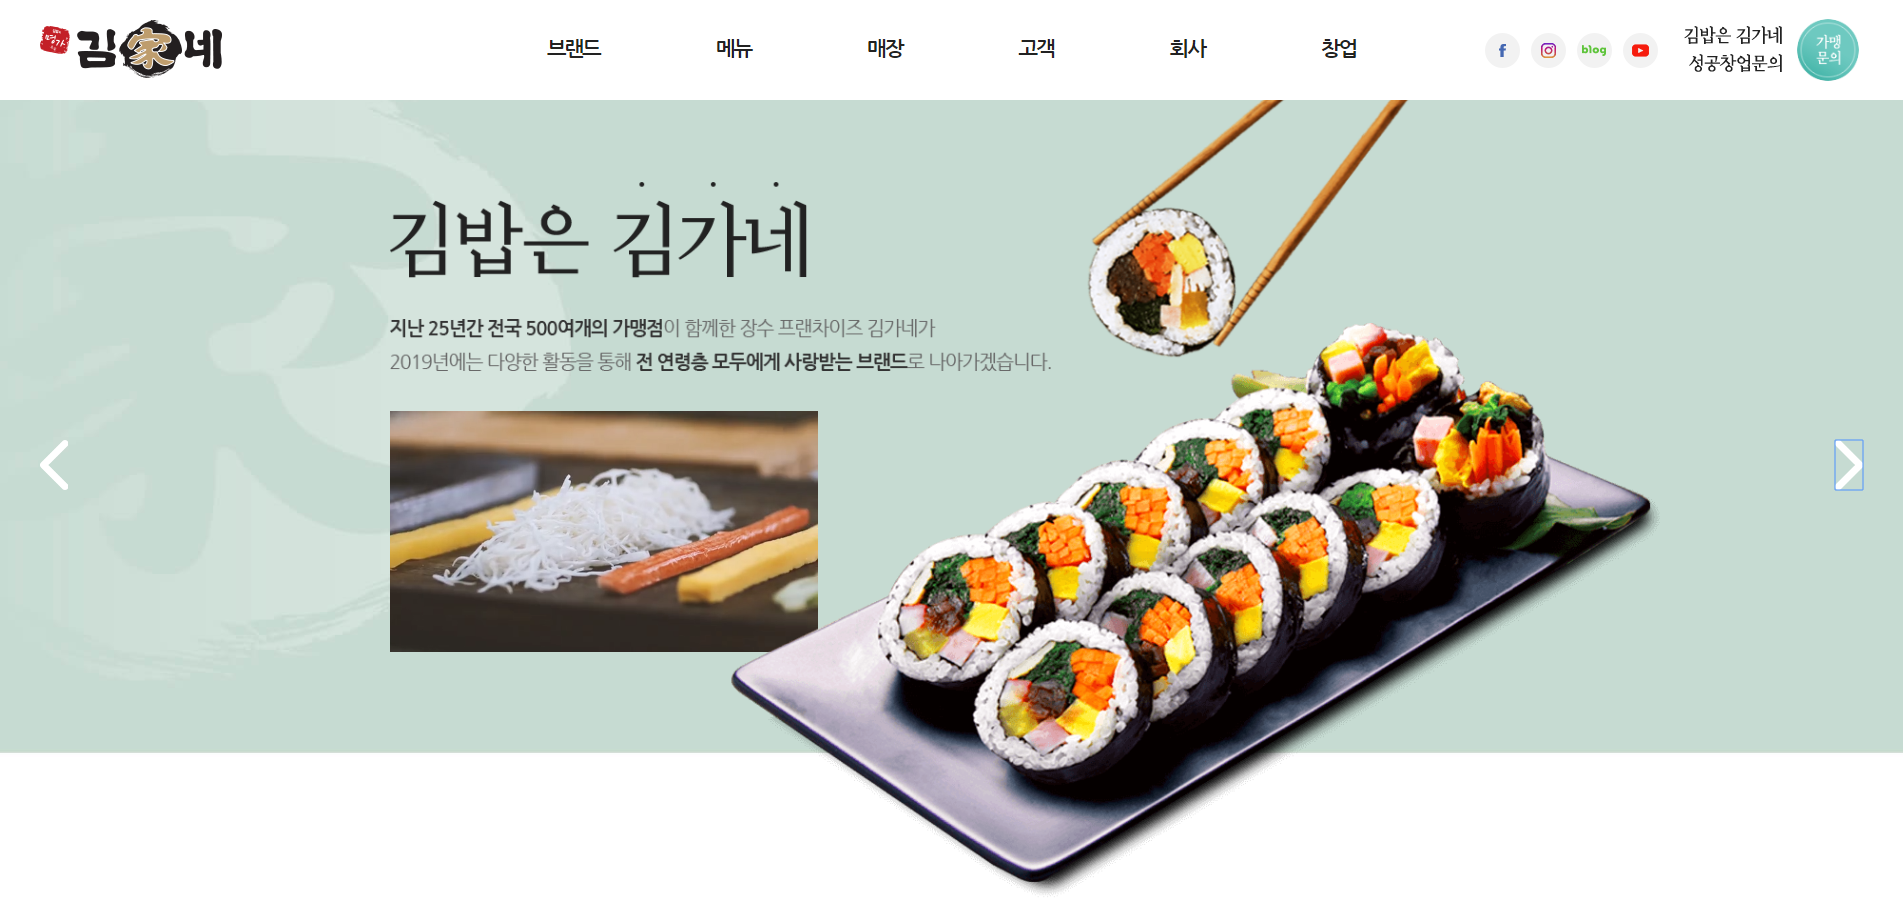 명가 김家네
브랜드 메뉴 매장 고객 회사 창업
blog
김밥은 김가네
성공창업문의
가맹
문의
김밥은 김가네
지난 25년간 전국 500여개의 가맹점이 함께한 장수 프랜차이즈 김가네가
2019년에는 다양한 활동을 통해 전 연령층 모두에게 사랑받는 브랜드로 나아가겠습니다.